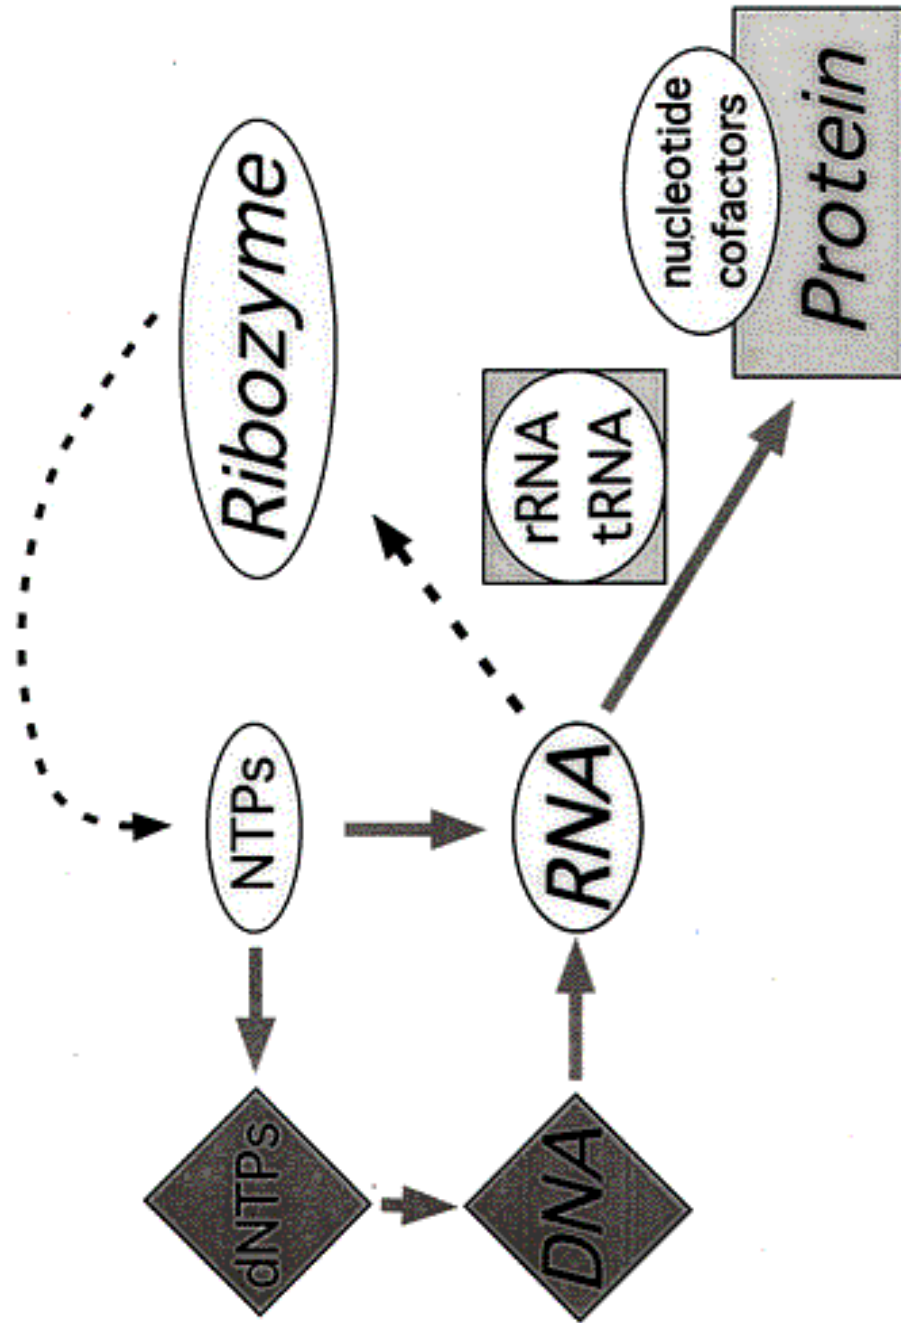 dNTPs
NTPs
Ribozyme
DNA
RNA
rRNA
tRNA
nucleotide
cofactors
Protein